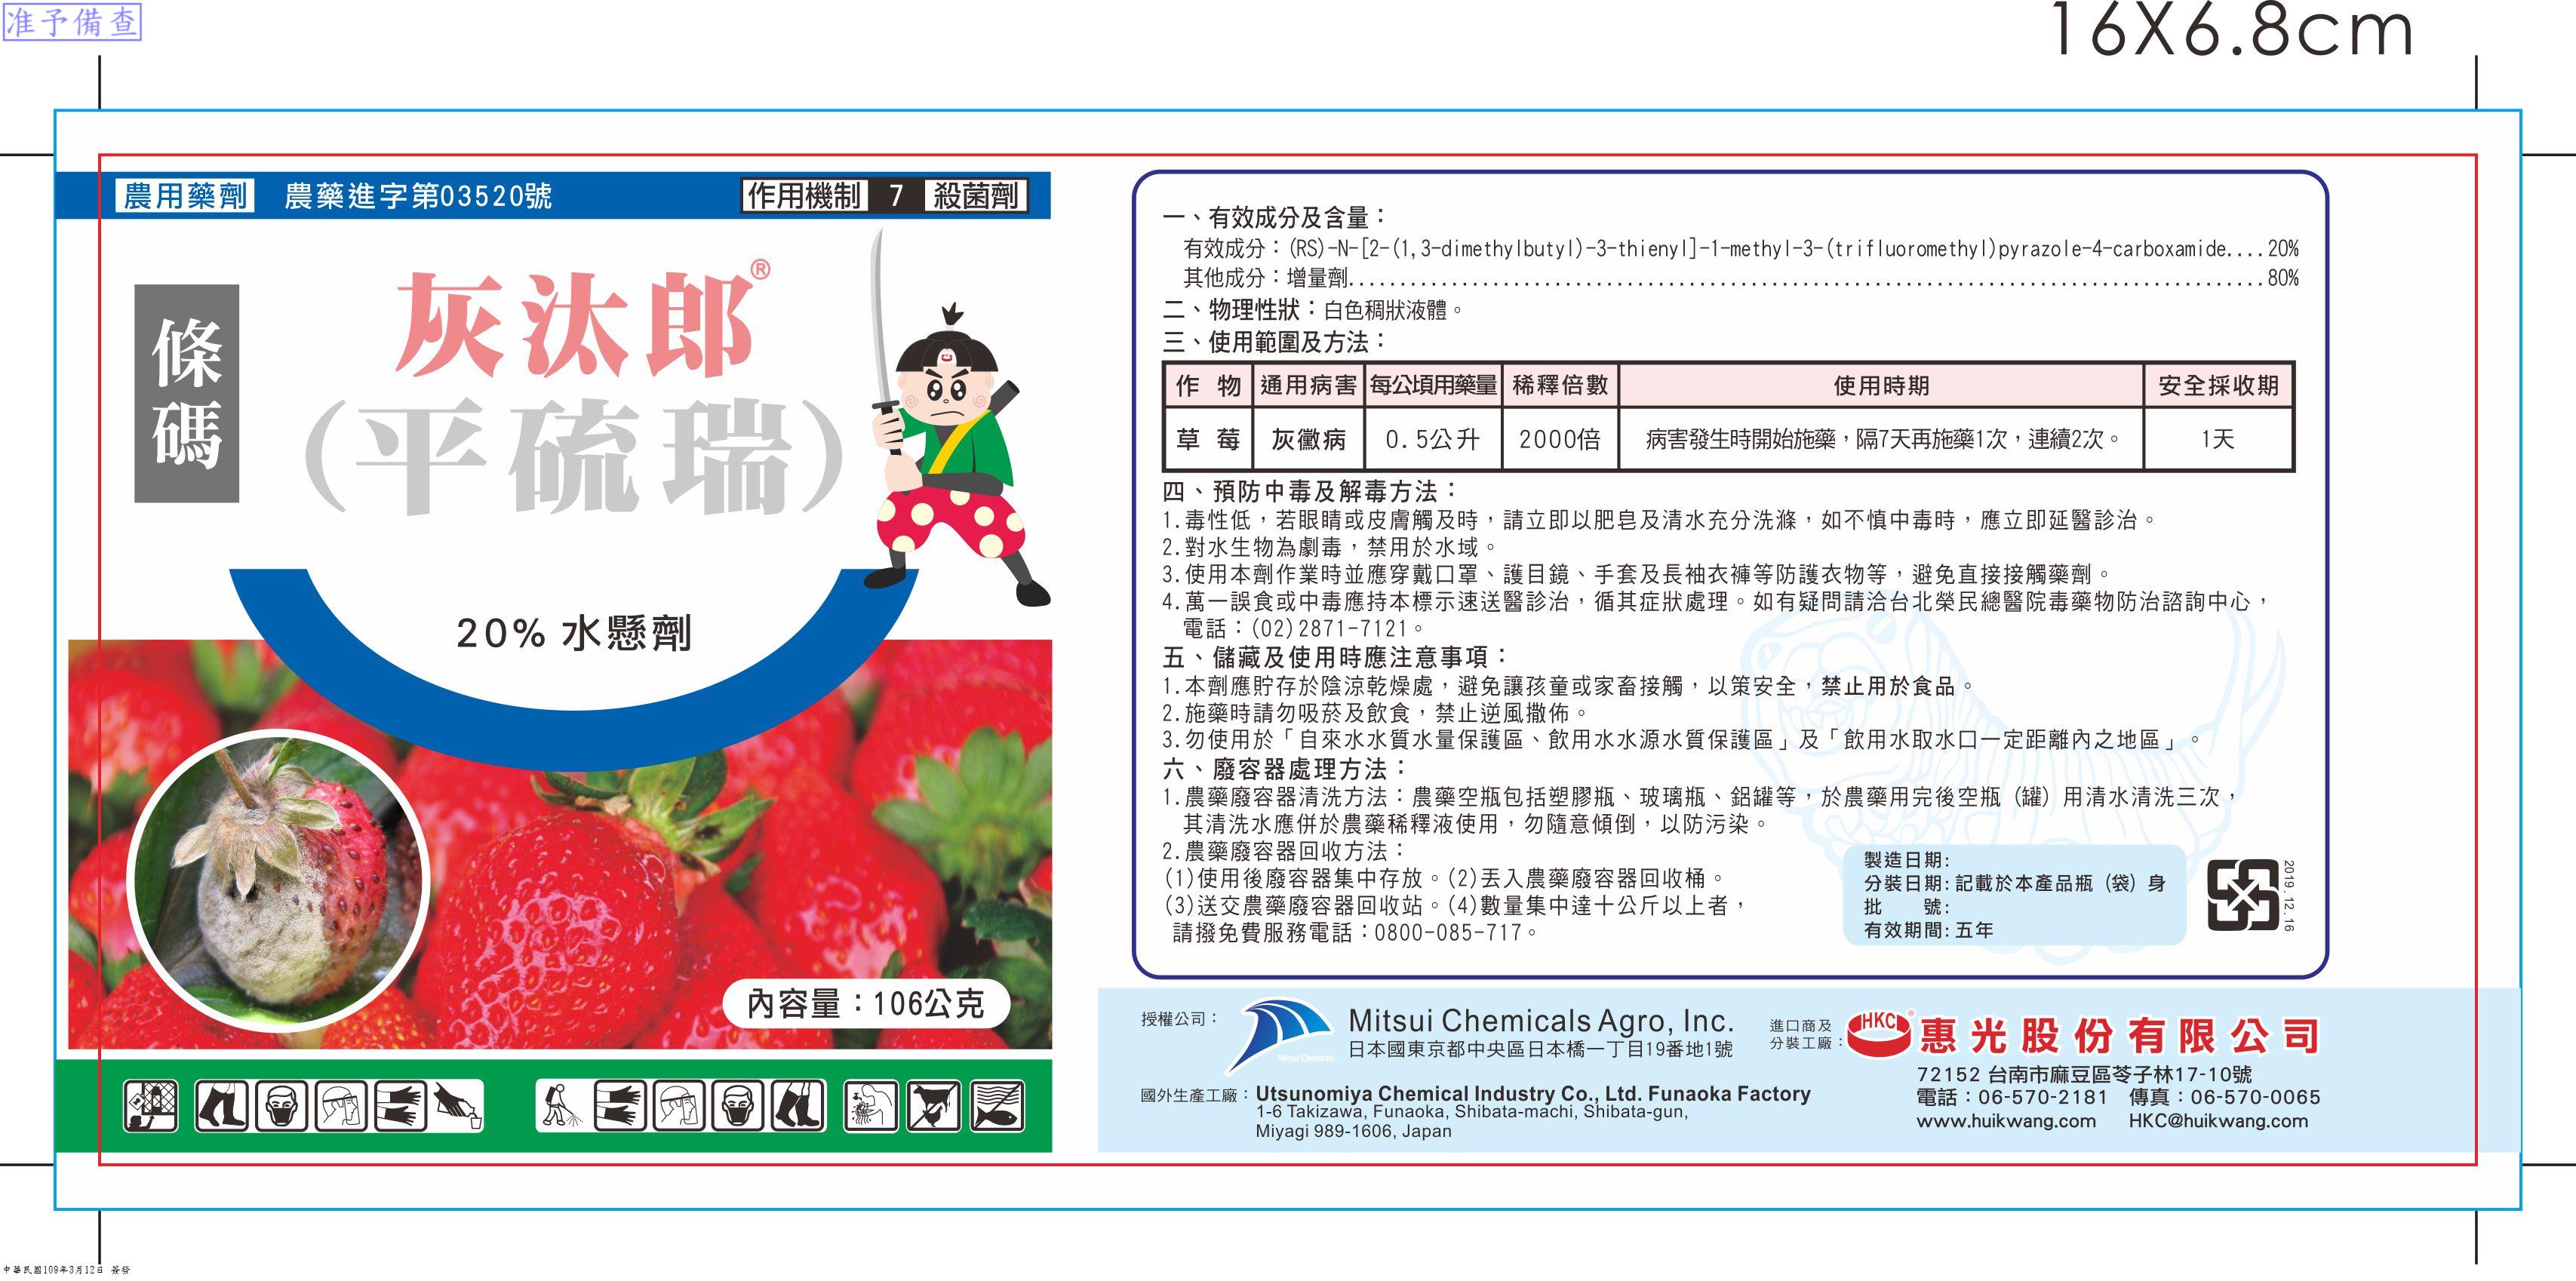 准予備查
16X6.8cm
農用藥劑 農藥進字第03520號 作用機制 7 殺菌劑
條碼
灰汰郎®
(平硫瑞)
20% 水懸劑
內容量：106公克
一、有效成分及含量：
有效成分：(RS)-N-[2-(1,3-dimethylbutyl)-3-thienyl]-1-methyl-3-(trifluoromethyl)pyrazole-4-carboxamide....20%
其他成分：增量劑..........................................................................................80%
二、物理性狀：白色稠狀液體。
三、使用範圍及方法：
作 物 通用病害 每公頃用藥量 稀釋倍數 使用時期 安全採收期
草 莓 灰黴病 0.5公升 2000倍 病害發生時開始施藥，隔7天再施藥1次，連續2次。 1天
四、預防中毒及解毒方法：
1.毒性低，若眼睛或皮膚觸及時，請立即以肥皂及清水充分洗滌，如不慎中毒時，應立即延醫診治。
2.對水生物為劇毒，禁用於水域。
3.使用本劑作業時並應穿戴口罩、護目鏡、手套及長袖衣褲等防護衣物等，避免直接接觸藥劑。
4.萬一誤食或中毒應持本標示速送醫診治，循其症狀處理。如有疑問請洽台北榮民總醫院毒藥物防治諮詢中心，
電話：(02)2871-7121。
五、儲藏及使用時應注意事項：
1.本劑應貯存於陰涼乾燥處，避免讓孩童或家畜接觸，以策安全，禁止用於食品。
2.施藥時請勿吸菸及飲食，禁止逆風撒佈。
3.勿使用於「自來水水質水量保護區、飲用水水源水質保護區」及「飲用水取水口一定距離內之地區」。
六、廢容器處理方法：
1.農藥廢容器清洗方法：農藥空瓶包括塑膠瓶、玻璃瓶、鋁罐等，於農藥用完後空瓶（罐）用清水清洗三次，
其清洗水應併於農藥稀釋液使用，勿隨意傾倒，以防污染。
2.農藥廢容器回收方法：
(1)使用後廢容器集中存放。(2)丟入農藥廢容器回收桶。
(3)送交農藥廢容器回收站。(4)數量集中達十公斤以上者，
請撥免費服務電話：0800-085-717。
製造日期:
分裝日期: 記載於本產品瓶（袋）身
批 號:
有效期間: 五年
2019.12.16
授權公司：
Mitsui Chemicals
Mitsui Chemicals Agro, Inc.
日本國東京都中央區日本橋一丁目19番地1號
國外生產工廠：Utsunomiya Chemical Industry Co., Ltd. Funaoka Factory
1-6 Takizawa, Funaoka, Shibata-machi, Shibata-gun,
Miyagi 989-1606, Japan
進口商及
分裝工廠：
HKC® 惠光股份有限公司
72152 台南市麻豆區苓子林17-10號
電話：06-570-2181 傳真：06-570-0065
www.huikwang.com HKC@huikwang.com
中華民國109年3月12日 簽發